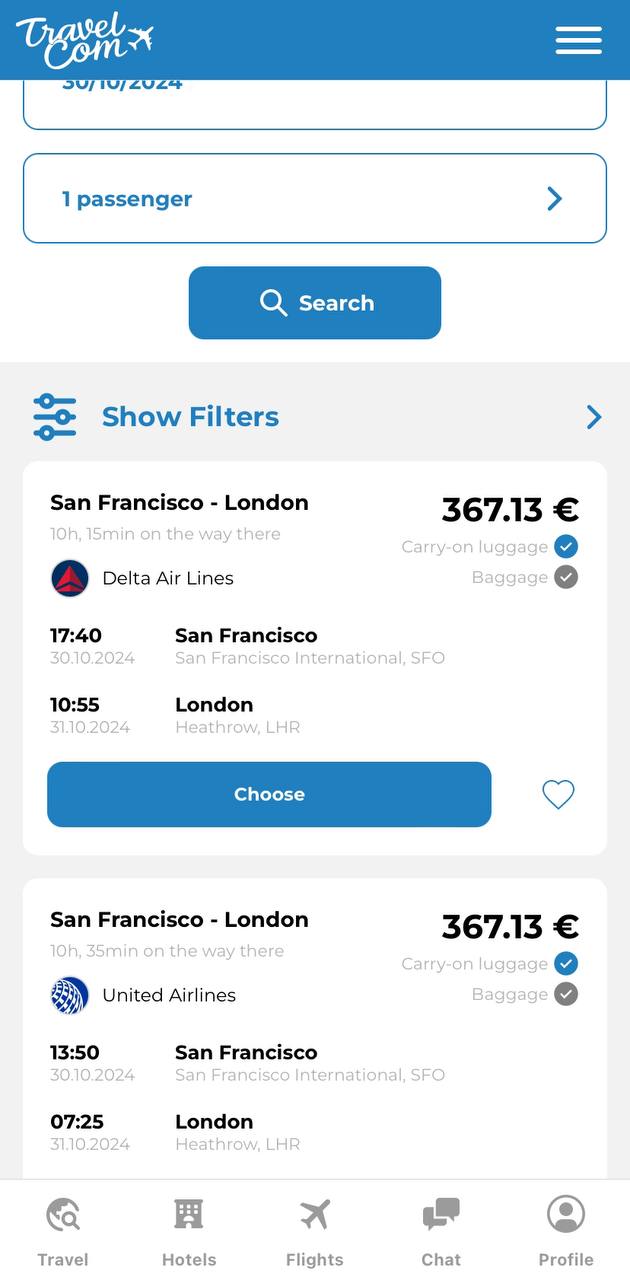 Travel
Com
30/10/2024
1 passenger
Search
Show Filters
San Francisco - London
367.13 €
10h, 15min on the way there
Carry-on luggage
Delta Air Lines
Baggage
17:40
San Francisco
30.10.2024
San Francisco International, SFO
10:55
London
31.10.2024
Heathrow, LHR
Choose
San Francisco - London
367.13 €
10h, 35min on the way there
Carry-on luggage
United Airlines
Baggage
13:50
San Francisco
30.10.2024
San Francisco International, SFO
07:25
London
31.10.2024
Heathrow, LHR
Travel
Hotels
Flights
Chat
Profile